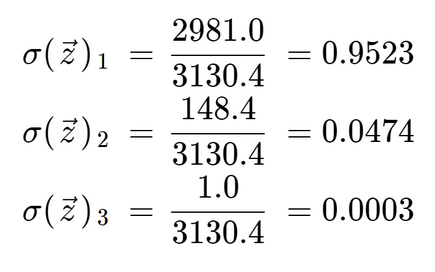 σ(z⃗)₁ = 2981.0 / 3130.4 = 0.9523
σ(z⃗)₂ = 148.4 / 3130.4 = 0.0474
σ(z⃗)₃ = 1.0 / 3130.4 = 0.0003